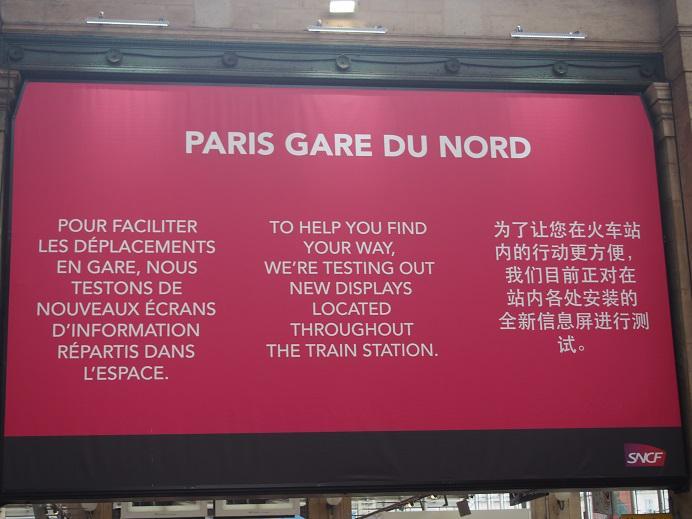 PARIS GARE DU NORD
POUR FACILITER
LES DÉPLACEMENTS
EN GARE, NOUS
TESTONS DE
NOUVEAUX ÉCRANS
D'INFORMATION
RÉPARTIS DANS
L'ESPACE.
TO HELP YOU FIND
YOUR WAY,
WE'RE TESTING OUT
NEW DISPLAYS
LOCATED
THROUGHOUT
THE TRAIN STATION.
为了让您在火车站
内的行动更方便，
我们目前正对在
站内各处安装的
全新信息屏进行测
试。
SNCF